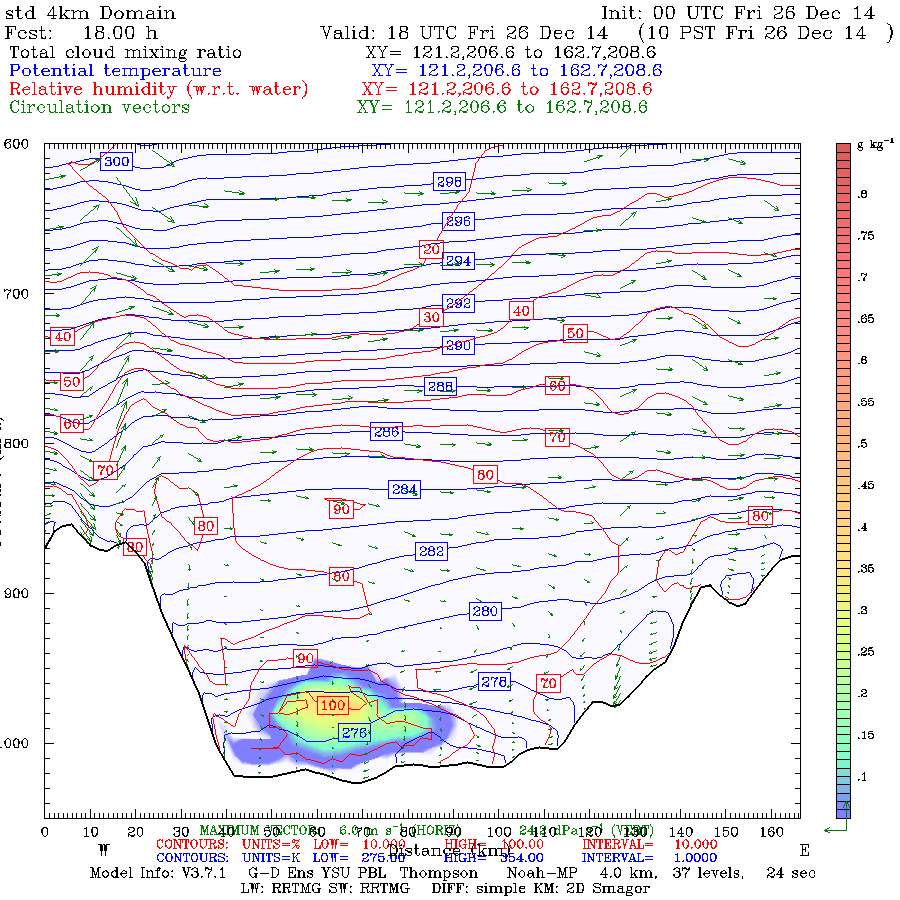 std 4km Domain Init: 00 UTC Fri 26 Dec 14
Fcst: 18.00 h Valid: 18 UTC Fri 26 Dec 14 (10 PST Fri 26 Dec 14 )
Total cloud mixing ratio XY= 121.2,206.6 to 162.7,208.6
Potential temperature XY= 121.2,206.6 to 162.7,208.6
Relative humidity (w.r.t. water) XY= 121.2,206.6 to 162.7,208.6
Circulation vectors XY= 121.2,206.6 to 162.7,208.6
600 g kg⁻¹
300
298
.8
296
.75
20
294
.7
700
292
30 40
.65
40 50
290
.6
50 288 60
.55
60 286 70
800 .5
70 80
284 .45
90
80 80
.4
80 282
80 .35
900
280 .3
90 .25
278 70
100 .2
276
.15
.1
0 10 20 30 40 50 60 70 80 90 100 110 120 130 140 150 160
W Distance (km) E
CONTOURS: UNITS=% LOW= 10.000 HIGH= 100.00 INTERVAL= 10.000
CONTOURS: UNITS=K LOW= 275.00 HIGH= 354.00 INTERVAL= 1.0000
Model Info: V3.7.1 G-D Ens YSU PBL Thompson Noah-MP 4.0 km, 37 levels, 24 sec
LW: RRTMG SW: RRTMG DIFF: simple KM: 2D Smagor